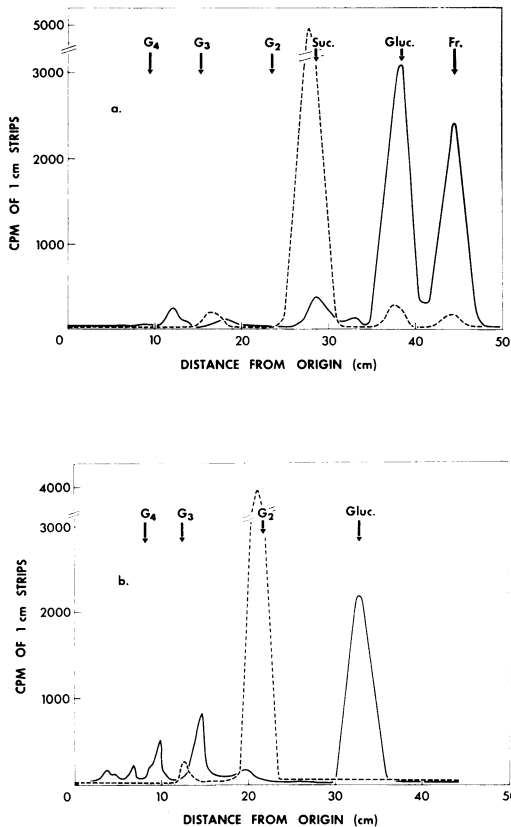 5000
G4 G3 G2 Suc. Gluc. Fr.
3000
a.
2000
1000
CPM OF 1 cm STRIPS
0 10 20 30 40 50
DISTANCE FROM ORIGIN (cm)
4000
G4 G3 G2 Gluc.
3000
b.
2000
1000
CPM OF 1 cm STRIPS
0 10 20 30 40 50
DISTANCE FROM ORIGIN (cm)